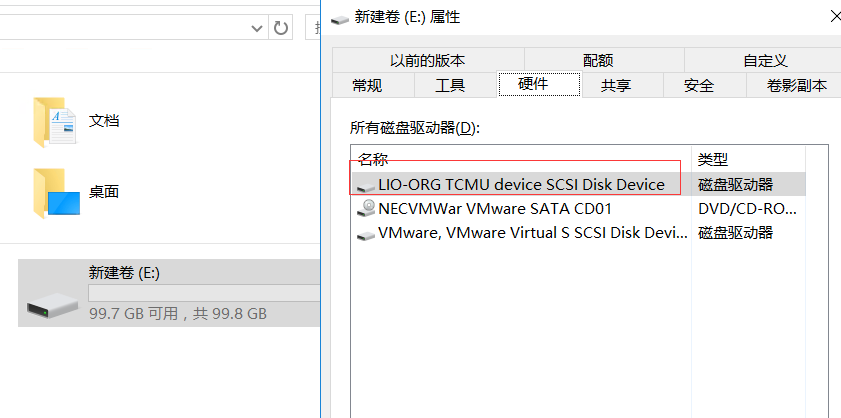 新建卷 (E:) 属性
以前的版本
配额
自定义
常规
工具
硬件
共享
安全
卷影副本
文档
桌面
新建卷 (E:)
99.7 GB 可用，共 99.8 GB
所有磁盘驱动器(D):
名称
类型
LIO-ORG TCMU device SCSI Disk Device
磁盘驱动器
NECVMWar VMware SATA CD01
DVD/CD-RO...
VMware, VMware Virtual S SCSI Disk Devi...
磁盘驱动器